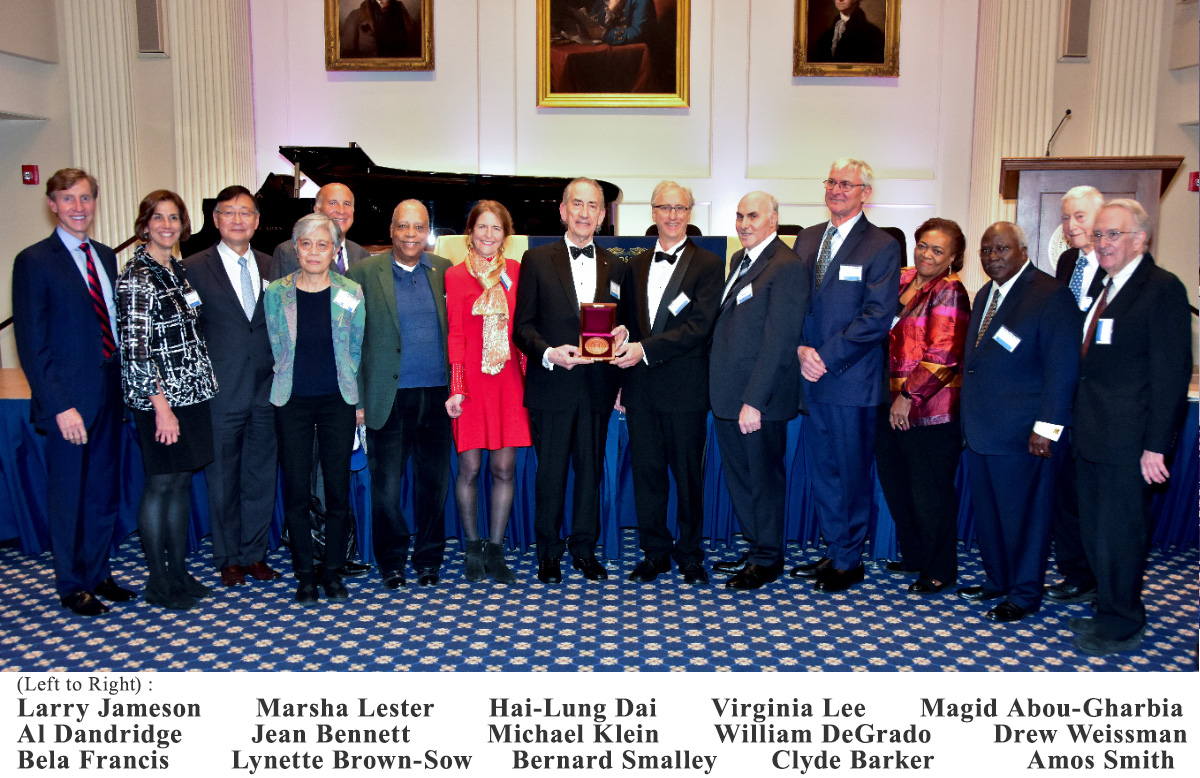 (Left to Right) :
Larry Jameson Marsha Lester Hai-Lung Dai Virginia Lee Magid Abou-Gharbia
Al Dandridge Jean Bennett Michael Klein William DeGrado Drew Weissman
Bela Francis Lynette Brown-Sow Bernard Smalley Clyde Barker Amos Smith